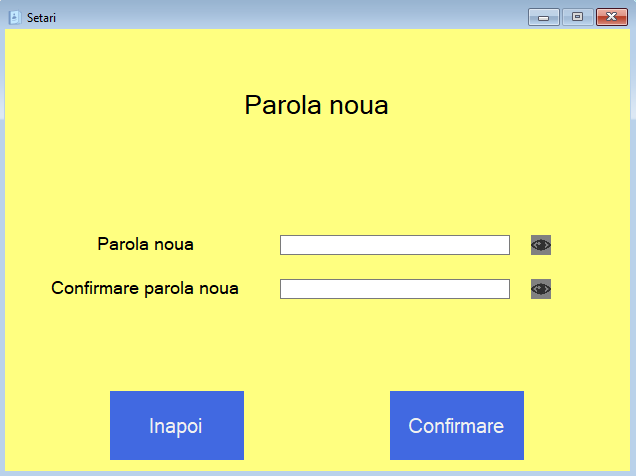 Setari
Parola noua
Parola noua
Confirmare parola noua
Inapoi
Confirmare